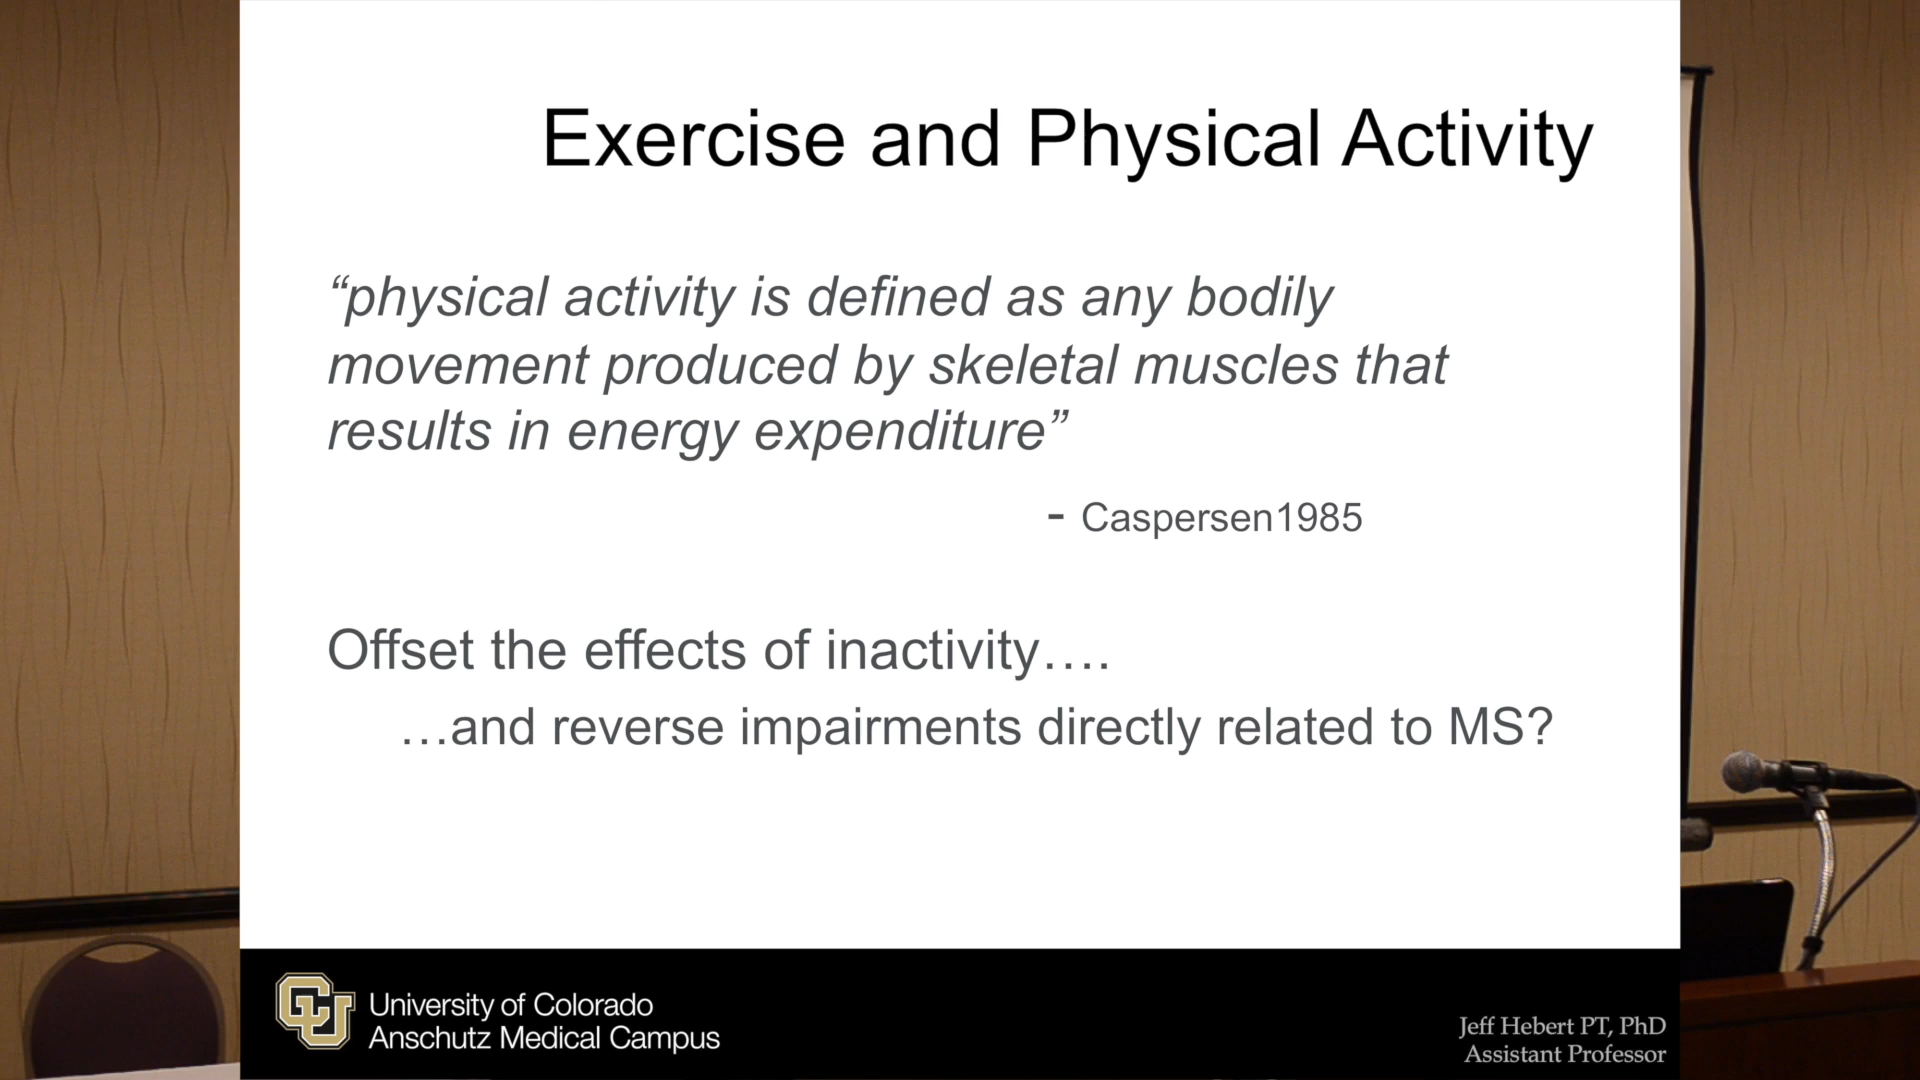 Exercise and Physical Activity
“physical activity is defined as any bodily
movement produced by skeletal muscles that
results in energy expenditure”
- Caspersen1985
Offset the effects of inactivity….
…and reverse impairments directly related to MS?
CU
University of Colorado
Anschutz Medical Campus
Jeff Hebert PT, PhD
Assistant Professor